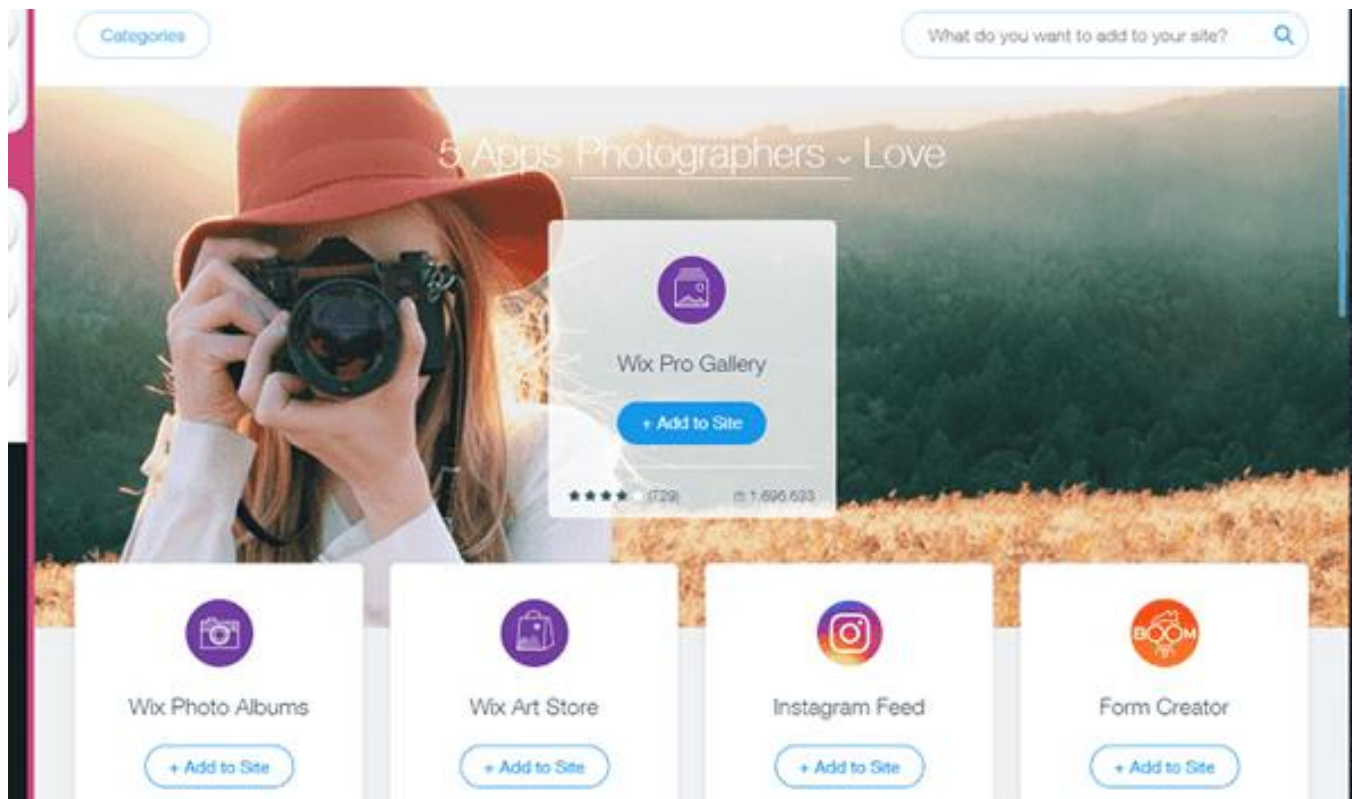 Categories
What do you want to add to your site?
5 Apps Photographers Love
Wix Pro Gallery
+ Add to Site
(729) 1,696,633
BOOM
Wix Photo Albums
Wix Art Store
Instagram Feed
Form Creator
+ Add to Site
+ Add to Site
+ Add to Site
+ Add to Site